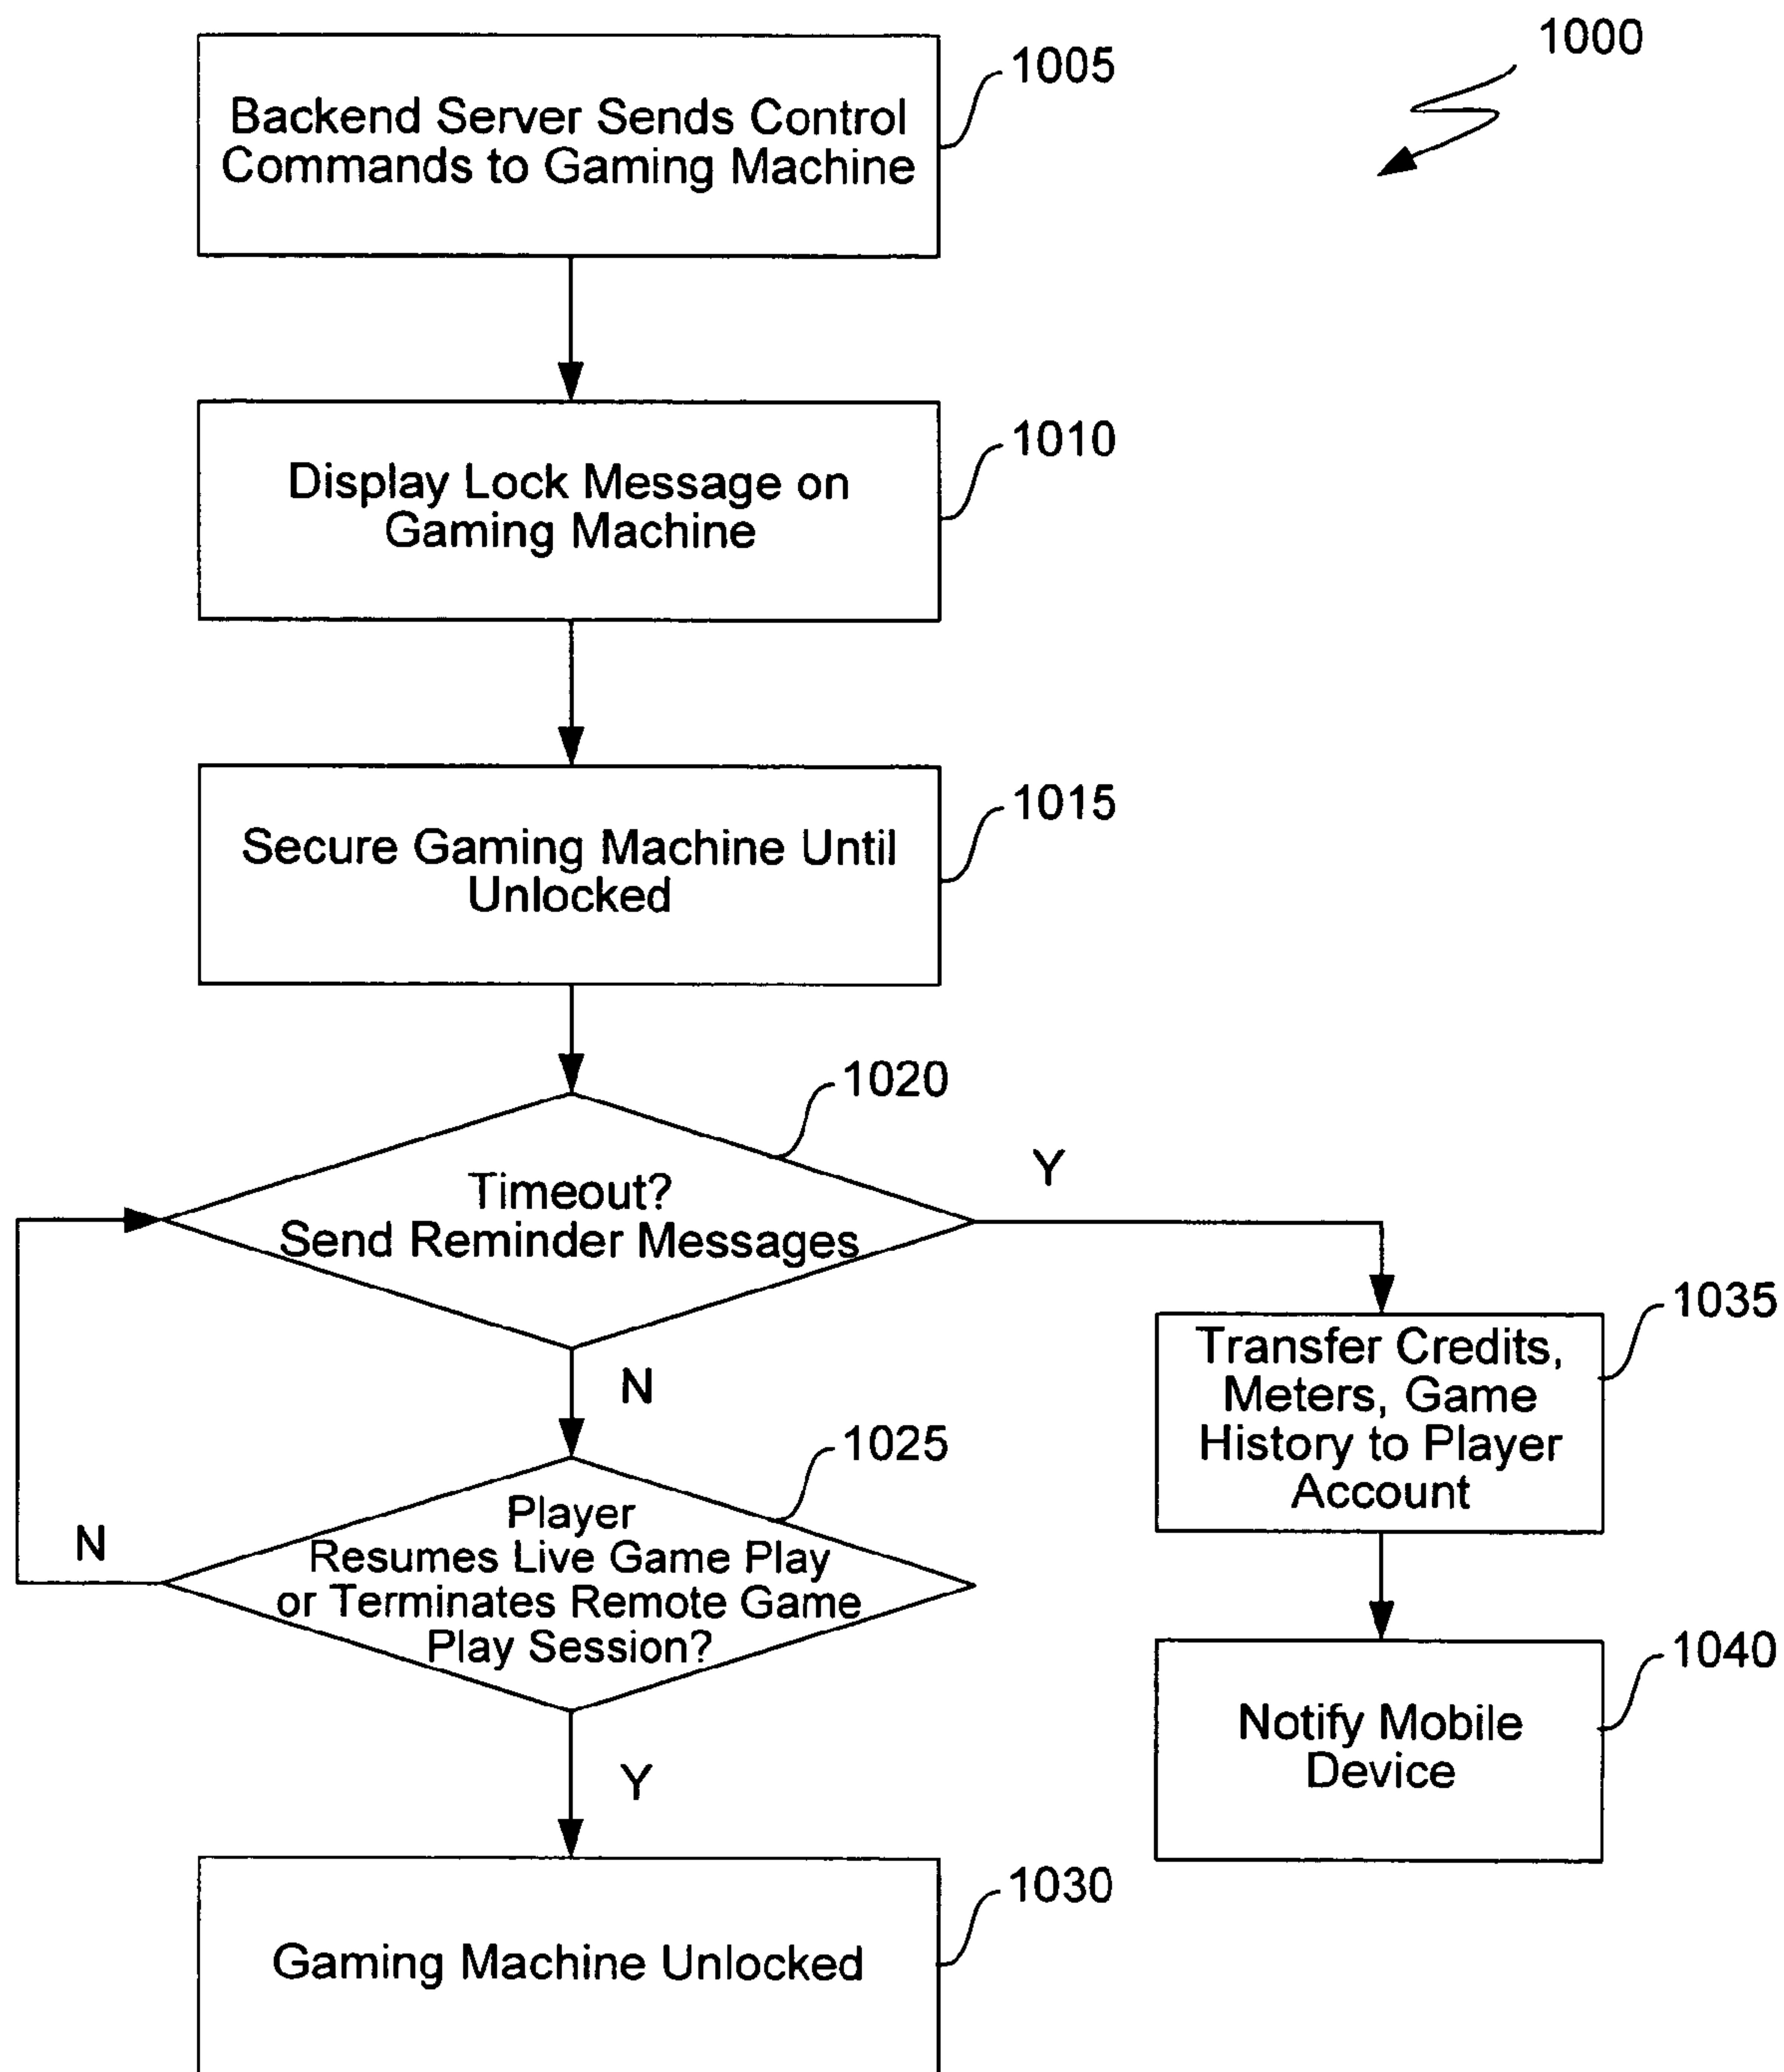 1000
1005
Backend Server Sends Control
Commands to Gaming Machine
1010
Display Lock Message on
Gaming Machine
1015
Secure Gaming Machine Until
Unlocked
1020
Timeout?
Send Reminder Messages
Y
N
1025
Player
Resumes Live Game Play
or Terminates Remote Game
Play Session?
N
Y
1030
Gaming Machine Unlocked
1035
Transfer Credits,
Meters, Game
History to Player
Account
1040
Notify Mobile
Device